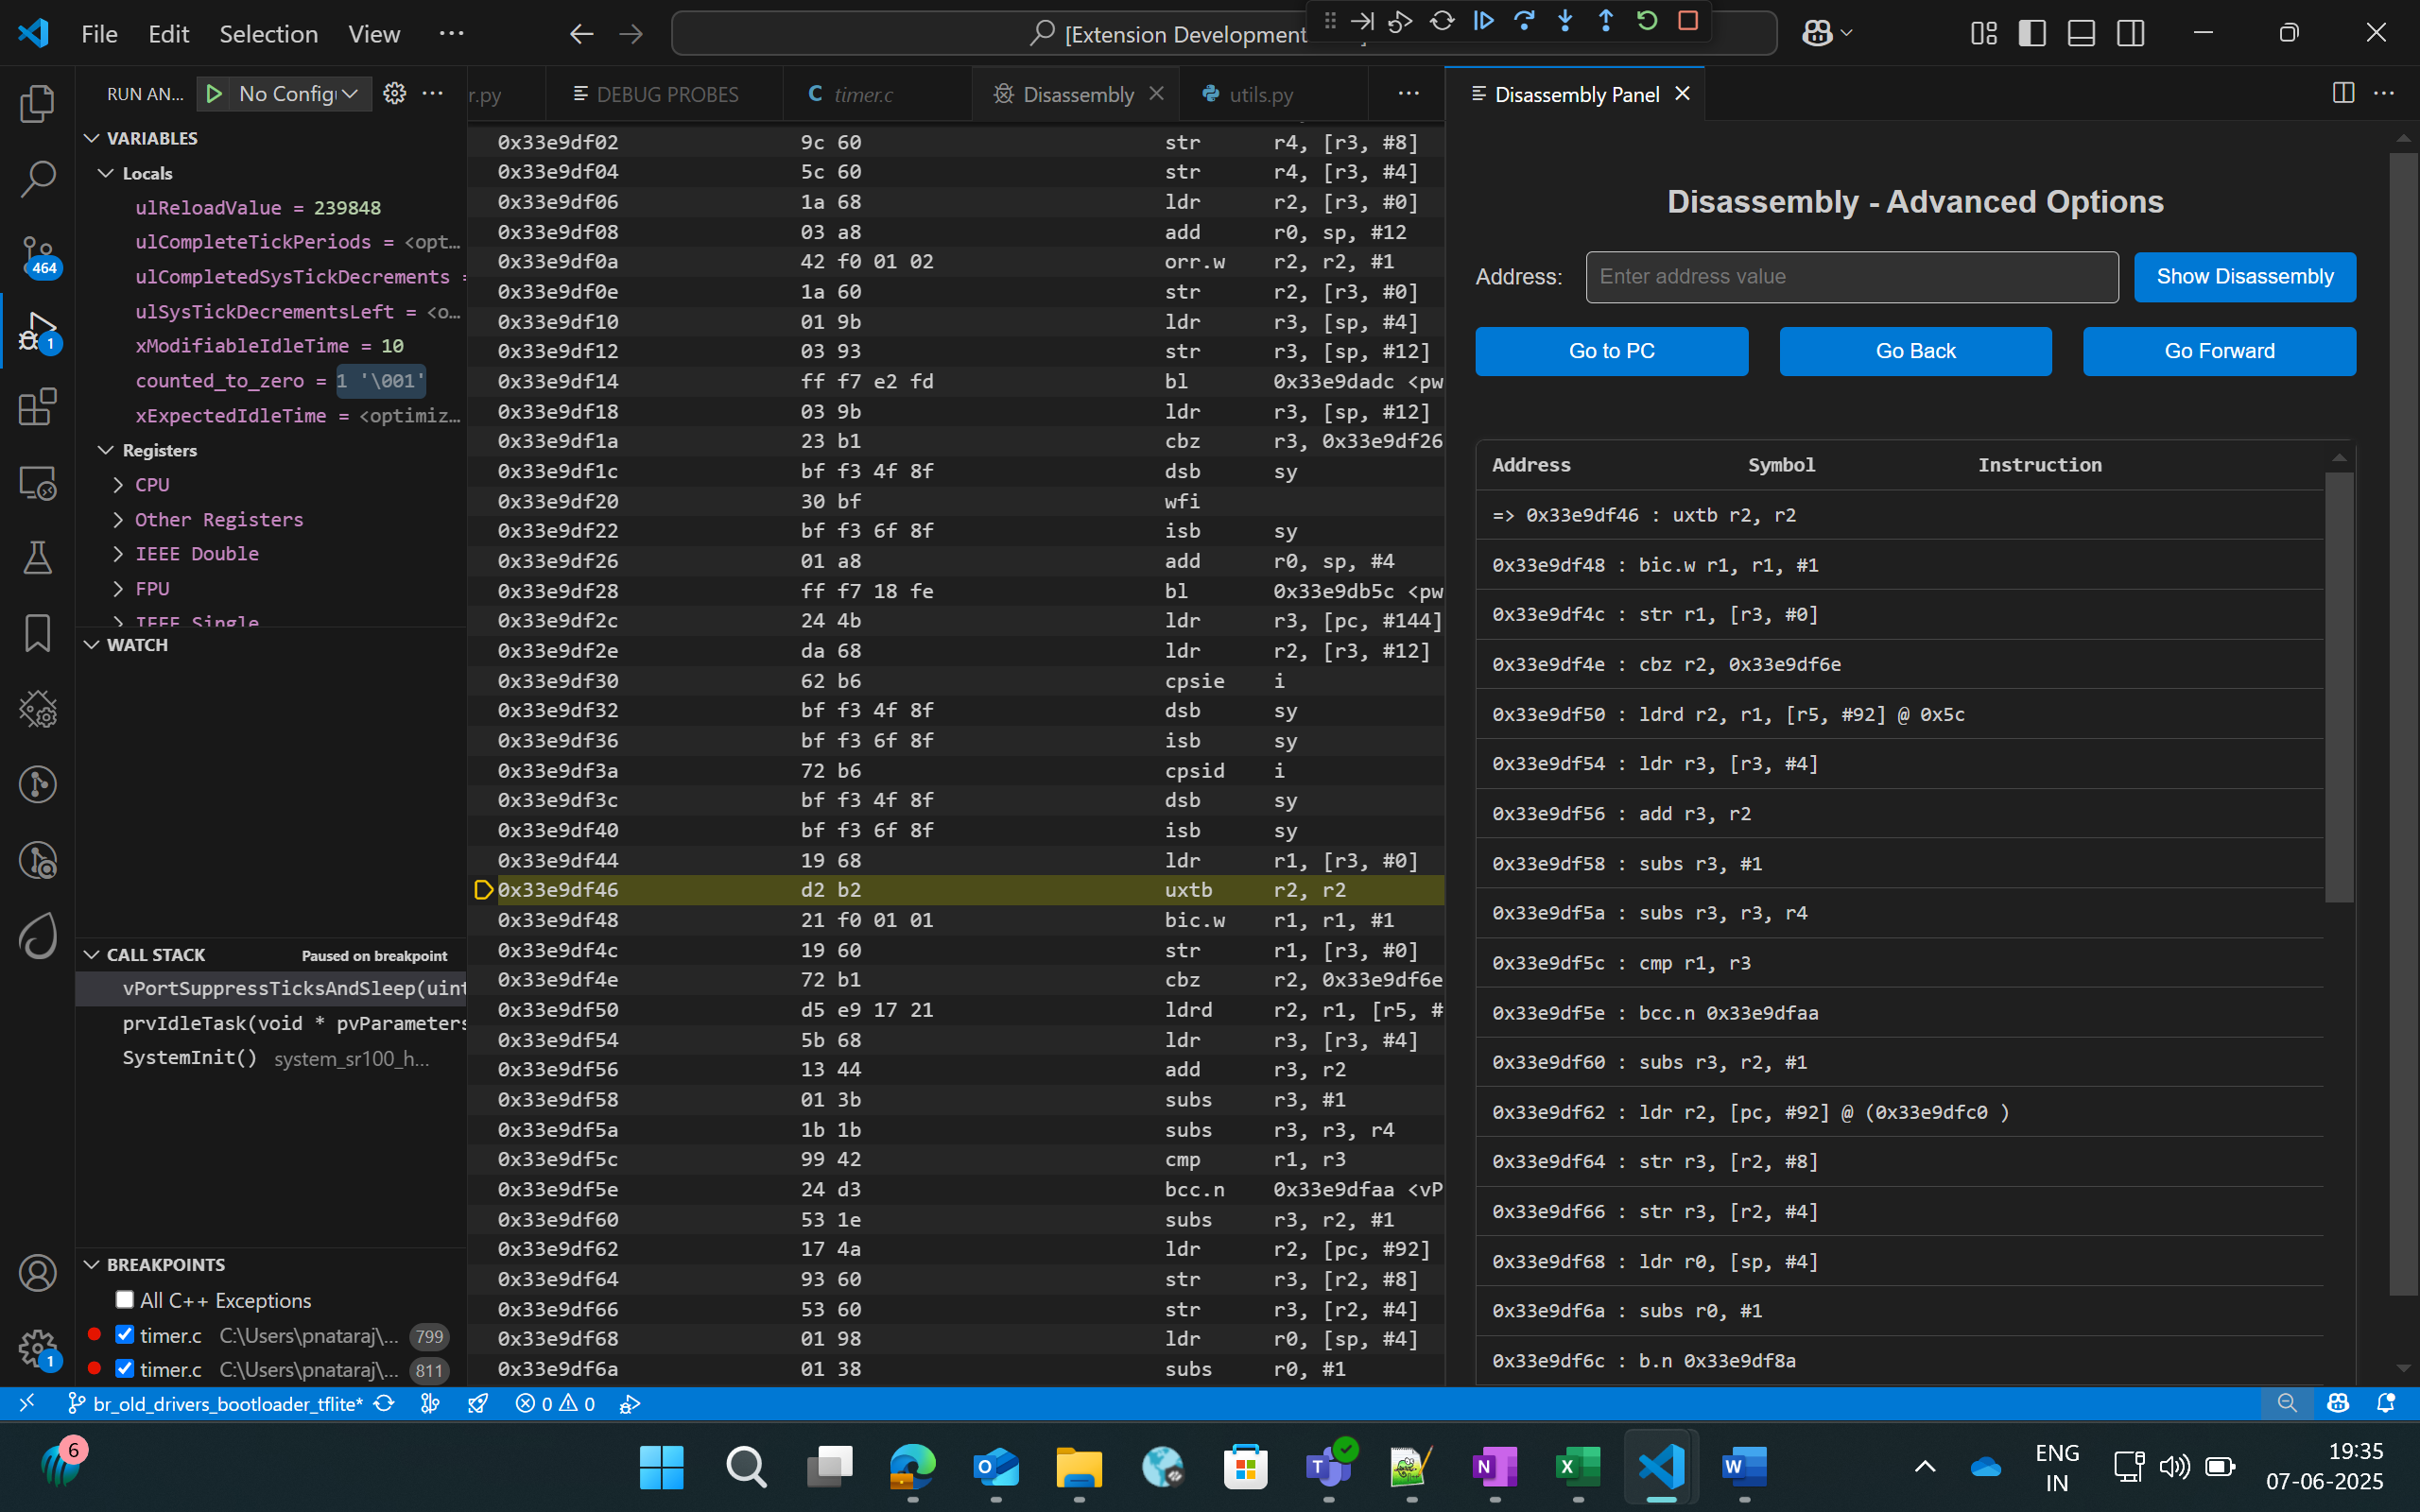 File Edit Selection View ···
[Extension Development
RUN AN... No Config
VARIABLES
Locals
ulReloadValue = 239848
ulCompleteTickPeriods = <opt...
ulCompletedSysTickDecrements =
ulSysTickDecrementsLeft = <o...
xModifiableIdleTime = 10
counted_to_zero = 1 '\001'
xExpectedIdleTime = <optimiz...
Registers
CPU
Other Registers
IEEE Double
FPU
IEEE Single
WATCH
CALL STACK Paused on breakpoint
vPortSuppressTicksAndSleep(uint
prvIdleTask(void * pvParameters
SystemInit() system_sr100_h...
BREAKPOINTS
All C++ Exceptions
timer.c C:\Users\pnataraj\... 799
timer.c C:\Users\pnataraj\... 811
464
1
1
r.py DEBUG PROBES C timer.c Disassembly utils.py ···
0x33e9df02 9c 60 str r4, [r3, #8]
0x33e9df04 5c 60 str r4, [r3, #4]
0x33e9df06 1a 68 ldr r2, [r3, #0]
0x33e9df08 03 a8 add r0, sp, #12
0x33e9df0a 42 f0 01 02 orr.w r2, r2, #1
0x33e9df0e 1a 60 str r2, [r3, #0]
0x33e9df10 01 9b ldr r3, [sp, #4]
0x33e9df12 03 93 str r3, [sp, #12]
0x33e9df14 ff f7 e2 fd bl 0x33e9dadc <pw
0x33e9df18 03 9b ldr r3, [sp, #12]
0x33e9df1a 23 b1 cbz r3, 0x33e9df26
0x33e9df1c bf f3 4f 8f dsb sy
0x33e9df20 30 bf wfi
0x33e9df22 bf f3 6f 8f isb sy
0x33e9df26 01 a8 add r0, sp, #4
0x33e9df28 ff f7 18 fe bl 0x33e9db5c <pw
0x33e9df2c 24 4b ldr r3, [pc, #144]
0x33e9df2e da 68 ldr r2, [r3, #12]
0x33e9df30 62 b6 cpsie i
0x33e9df32 bf f3 4f 8f dsb sy
0x33e9df36 bf f3 6f 8f isb sy
0x33e9df3a 72 b6 cpsid i
0x33e9df3c bf f3 4f 8f dsb sy
0x33e9df40 bf f3 6f 8f isb sy
0x33e9df44 19 68 ldr r1, [r3, #0]
0x33e9df46 d2 b2 uxtb r2, r2
0x33e9df48 21 f0 01 01 bic.w r1, r1, #1
0x33e9df4c 19 60 str r1, [r3, #0]
0x33e9df4e 72 b1 cbz r2, 0x33e9df6e
0x33e9df50 d5 e9 17 21 ldrd r2, r1, [r5, #
0x33e9df54 5b 68 ldr r3, [r3, #4]
0x33e9df56 13 44 add r3, r2
0x33e9df58 01 3b subs r3, #1
0x33e9df5a 1b 1b subs r3, r3, r4
0x33e9df5c 99 42 cmp r1, r3
0x33e9df5e 24 d3 bcc.n 0x33e9dfaa <vP
0x33e9df60 53 1e subs r3, r2, #1
0x33e9df62 17 4a ldr r2, [pc, #92]
0x33e9df64 93 60 str r3, [r2, #8]
0x33e9df66 53 60 str r3, [r2, #4]
0x33e9df68 01 98 ldr r0, [sp, #4]
0x33e9df6a 01 38 subs r0, #1
Disassembly Panel ···
Disassembly - Advanced Options
Address: Enter address value Show Disassembly
Go to PC Go Back Go Forward
Address Symbol Instruction
=> 0x33e9df46 : uxtb r2, r2
0x33e9df48 : bic.w r1, r1, #1
0x33e9df4c : str r1, [r3, #0]
0x33e9df4e : cbz r2, 0x33e9df6e
0x33e9df50 : ldrd r2, r1, [r5, #92] @ 0x5c
0x33e9df54 : ldr r3, [r3, #4]
0x33e9df56 : add r3, r2
0x33e9df58 : subs r3, #1
0x33e9df5a : subs r3, r3, r4
0x33e9df5c : cmp r1, r3
0x33e9df5e : bcc.n 0x33e9dfaa
0x33e9df60 : subs r3, r2, #1
0x33e9df62 : ldr r2, [pc, #92] @ (0x33e9dfc0 )
0x33e9df64 : str r3, [r2, #8]
0x33e9df66 : str r3, [r2, #4]
0x33e9df68 : ldr r0, [sp, #4]
0x33e9df6a : subs r0, #1
0x33e9df6c : b.n 0x33e9df8a
br_old_drivers_bootloader_tflite* 0 0
6
ENG
IN
19:35
07-06-2025